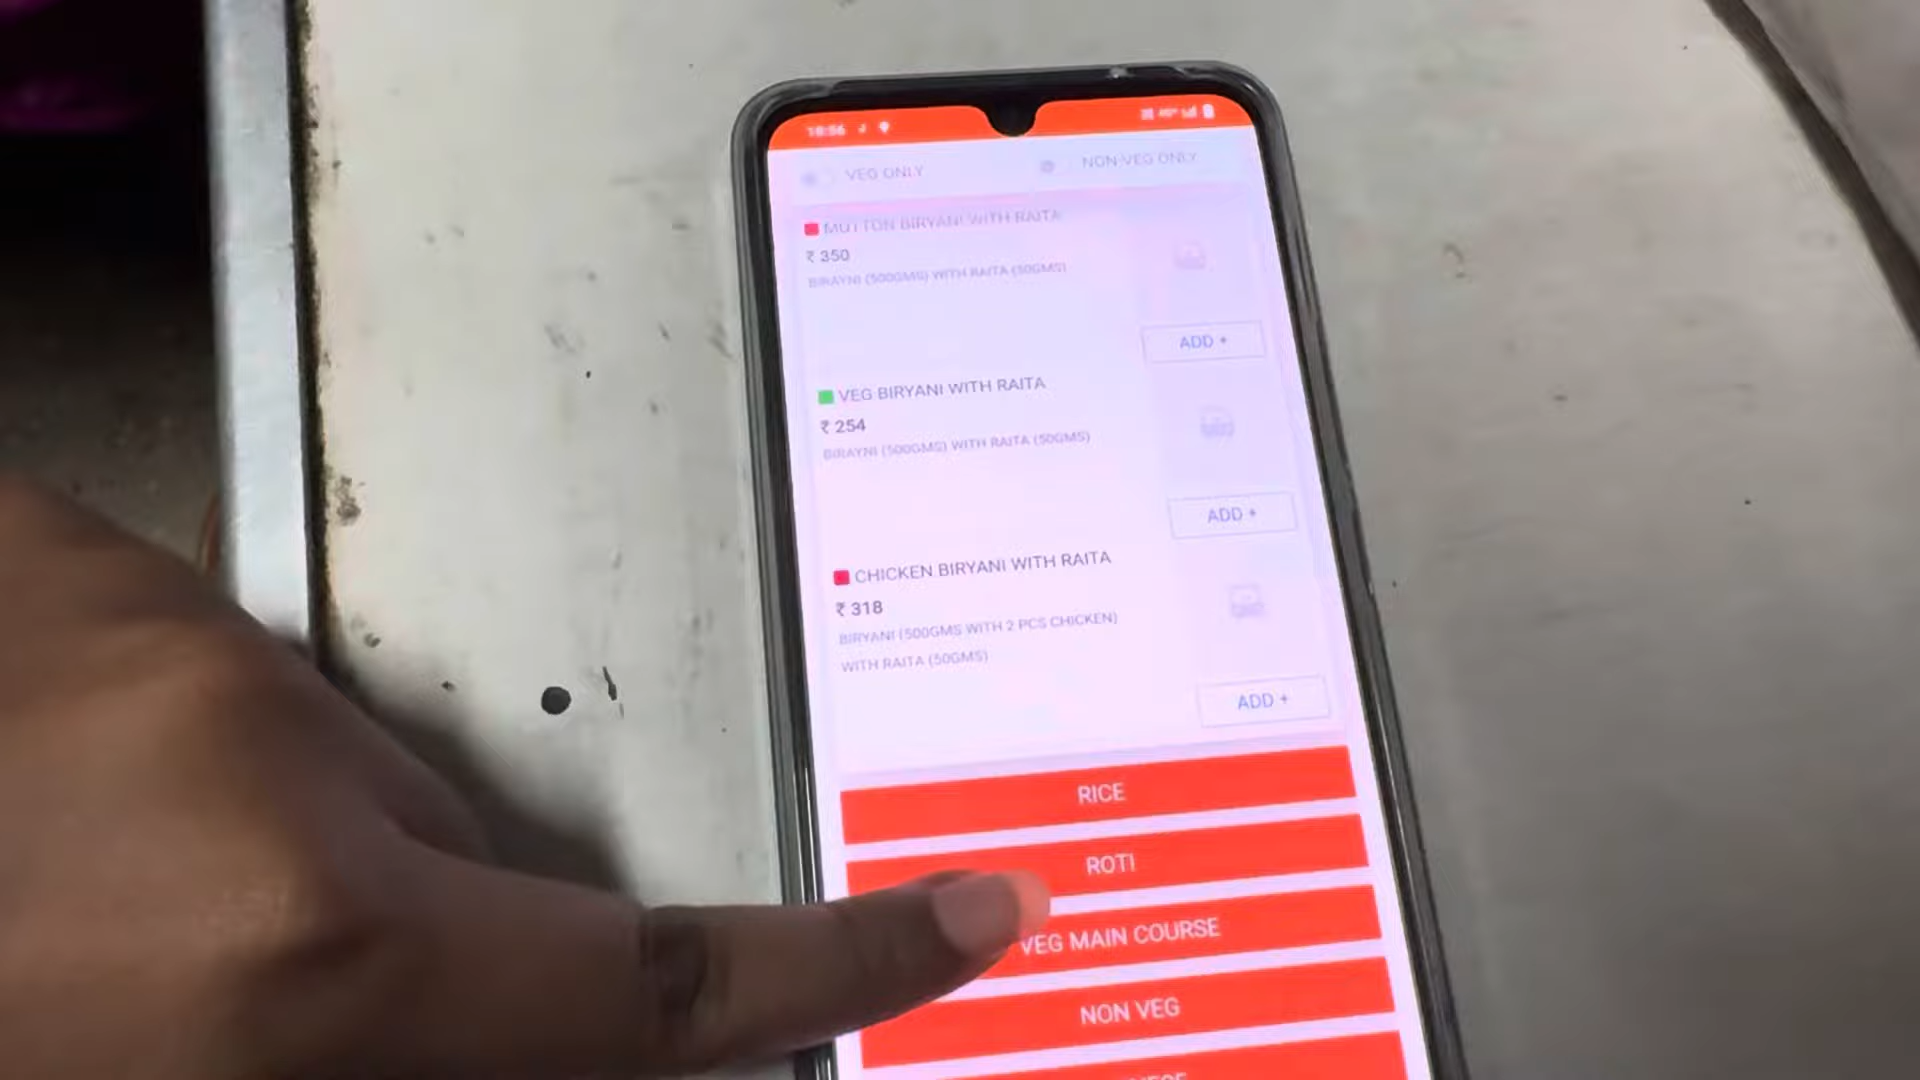 18:56
VEG ONLY
NON-VEG ONLY
MUTTON BIRYANI WITH RAITA
₹ 350
BIRAYNI (500GMS) WITH RAITA (50GMS)
ADD +
VEG BIRYANI WITH RAITA
₹ 254
BIRAYNI (500GMS) WITH RAITA (50GMS)
ADD +
CHICKEN BIRYANI WITH RAITA
₹ 318
BIRYANI (500GMS WITH 2 PCS CHICKEN)
WITH RAITA (50GMS)
ADD +
RICE
ROTI
VEG MAIN COURSE
NON VEG